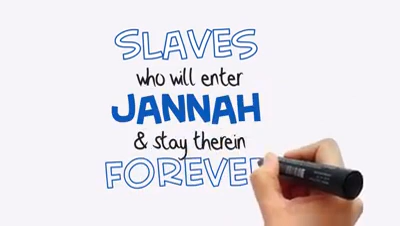 SLAVES
who will enter
JANNAH
& stay therein
FOREVE